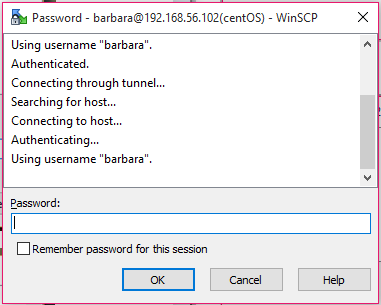 Password - barbara@192.168.56.102(centOS) - WinSCP
Using username "barbara".
Authenticated.
Connecting through tunnel...
Searching for host...
Connecting to host...
Authenticating...
Using username "barbara".
Password:
Remember password for this session
OK Cancel Help